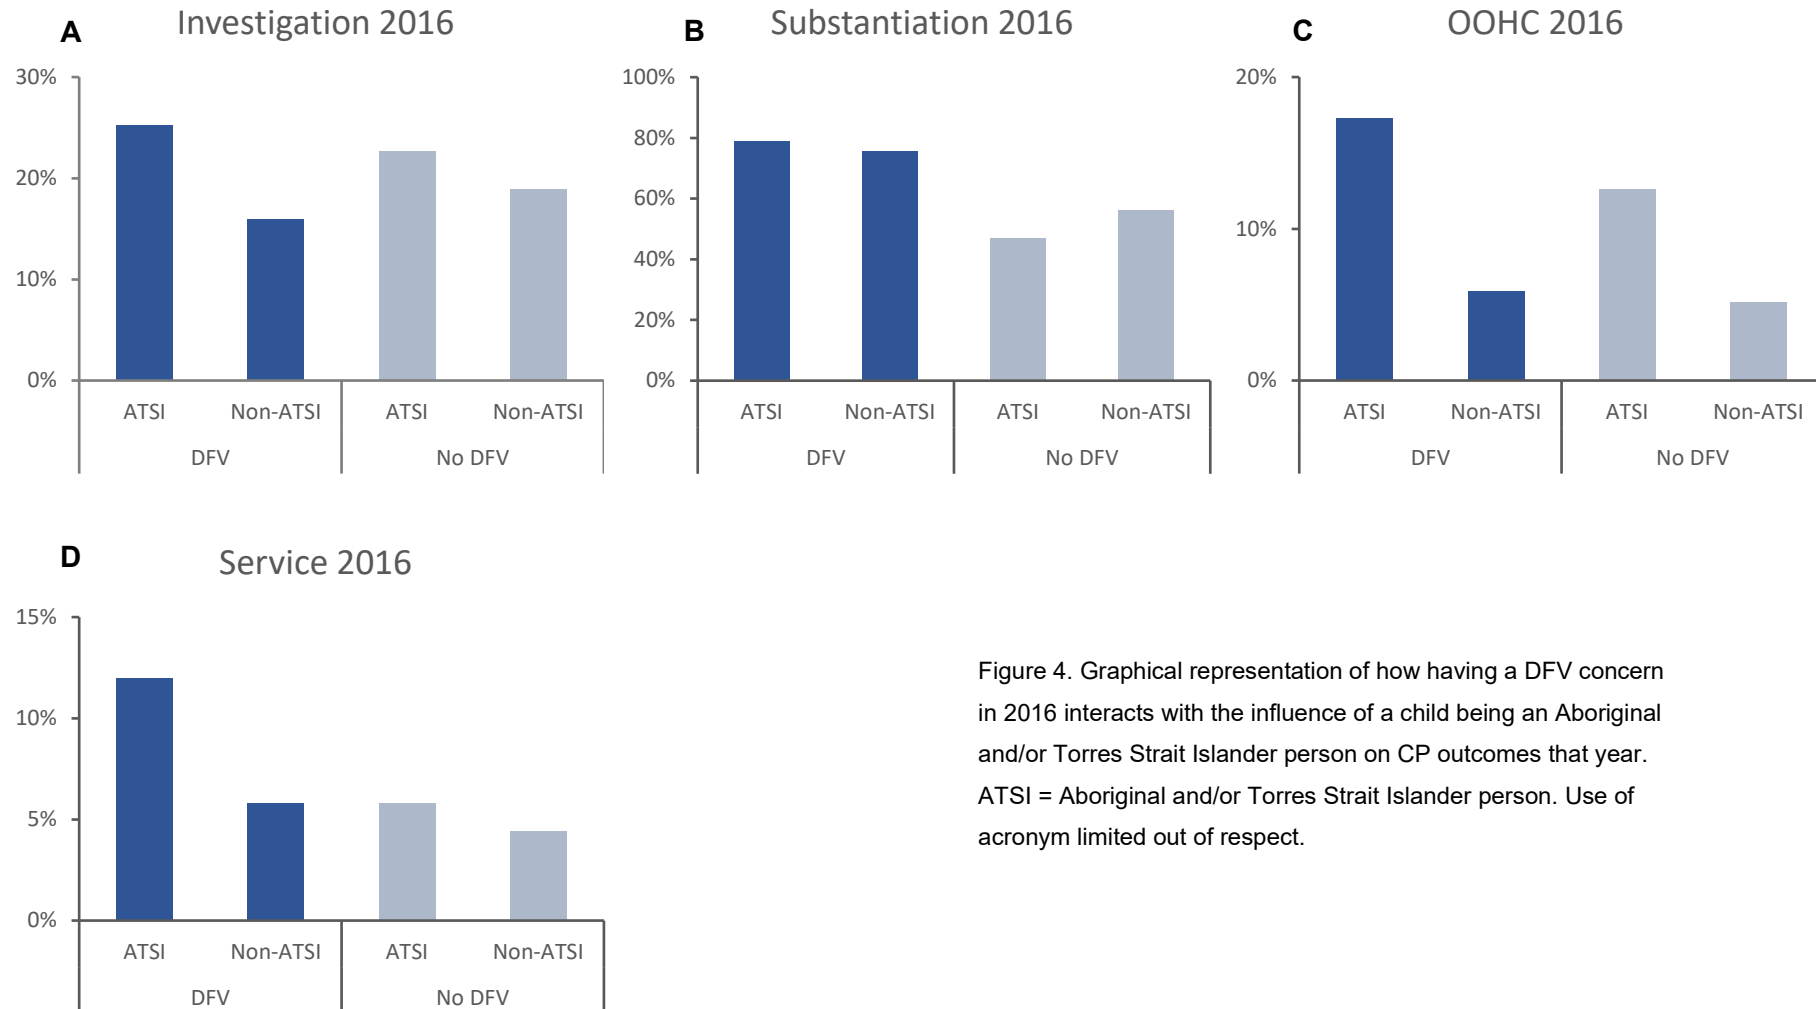 A
Investigation 2016
30%
20%
10%
0%
ATSI Non-ATSI ATSI Non-ATSI
DFV No DFV
B
Substantiation 2016
100%
80%
60%
40%
20%
0%
ATSI Non-ATSI ATSI Non-ATSI
DFV No DFV
C
OOHC 2016
20%
10%
0%
ATSI Non-ATSI ATSI Non-ATSI
DFV No DFV
D
Service 2016
15%
10%
5%
0%
ATSI Non-ATSI ATSI Non-ATSI
DFV No DFV
Figure 4. Graphical representation of how having a DFV concern
in 2016 interacts with the influence of a child being an Aboriginal
and/or Torres Strait Islander person on CP outcomes that year.
ATSI = Aboriginal and/or Torres Strait Islander person. Use of
acronym limited out of respect.